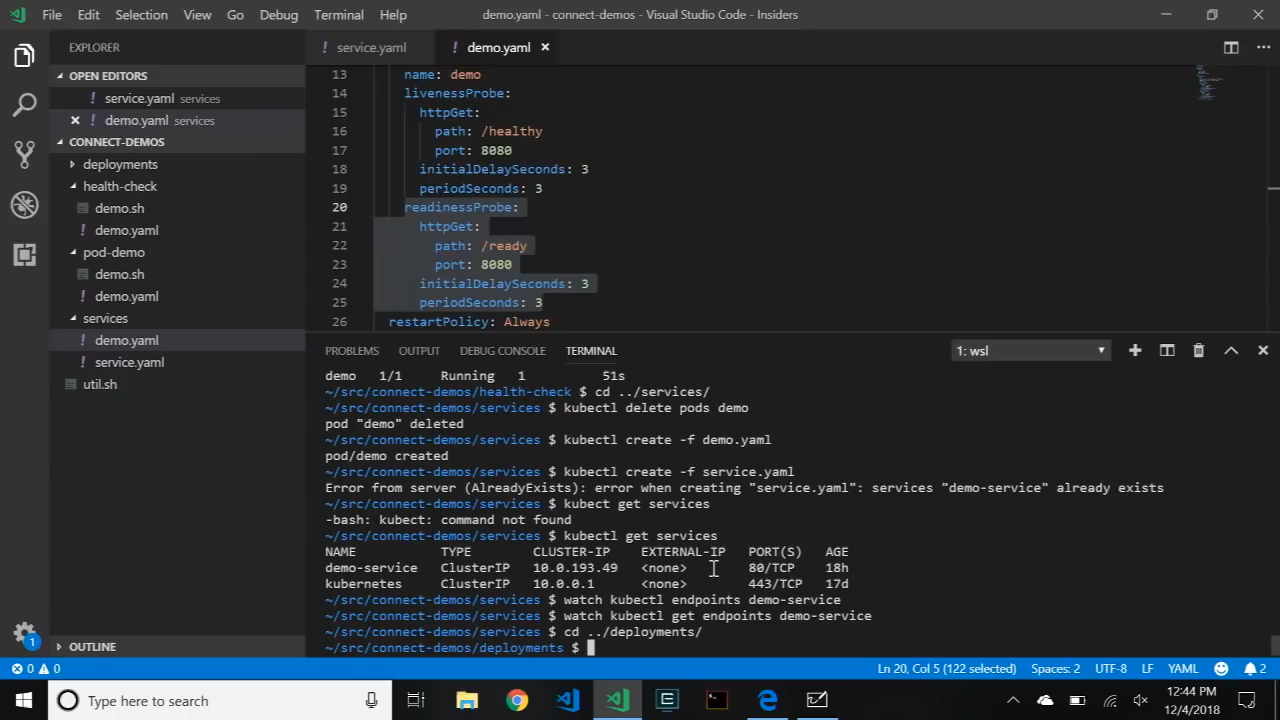 File Edit Selection View Go Debug Terminal Help demo.yaml - connect-demos - Visual Studio Code - Insiders
EXPLORER
OPEN EDITORS
! service.yaml services
× ! demo.yaml services
CONNECT-DEMOS
deployments
health-check
demo.sh
! demo.yaml
pod-demo
demo.sh
! demo.yaml
services
! demo.yaml
! service.yaml
util.sh
OUTLINE
! service.yaml ! demo.yaml ×
13 name: demo
14 livenessProbe:
15 httpGet:
16 path: /healthy
17 port: 8080
18 initialDelaySeconds: 3
19 periodSeconds: 3
20 readinessProbe:
21 httpGet:
22 path: /ready
23 port: 8080
24 initialDelaySeconds: 3
25 periodSeconds: 3
26 restartPolicy: Always
PROBLEMS OUTPUT DEBUG CONSOLE TERMINAL 1: wsl
demo 1/1 Running 1 51s
~/src/connect-demos/health-check $ cd ../services/
~/src/connect-demos/services $ kubectl delete pods demo
pod "demo" deleted
~/src/connect-demos/services $ kubectl create -f demo.yaml
pod/demo created
~/src/connect-demos/services $ kubectl create -f service.yaml
Error from server (AlreadyExists): error when creating "service.yaml": services "demo-service" already exists
~/src/connect-demos/services $ kubect get services
-bash: kubect: command not found
~/src/connect-demos/services $ kubectl get services
NAME TYPE CLUSTER-IP EXTERNAL-IP PORT(S) AGE
demo-service ClusterIP 10.0.193.49 <none> 80/TCP 18h
kubernetes ClusterIP 10.0.0.1 <none> 443/TCP 17d
~/src/connect-demos/services $ watch kubectl endpoints demo-service
~/src/connect-demos/services $ watch kubectl get endpoints demo-service
~/src/connect-demos/services $ cd ../deployments/
~/src/connect-demos/deployments $
1
0 0 Ln 20, Col 5 (122 selected) Spaces: 2 UTF-8 LF YAML 2
Type here to search 12:44 PM
12/4/2018